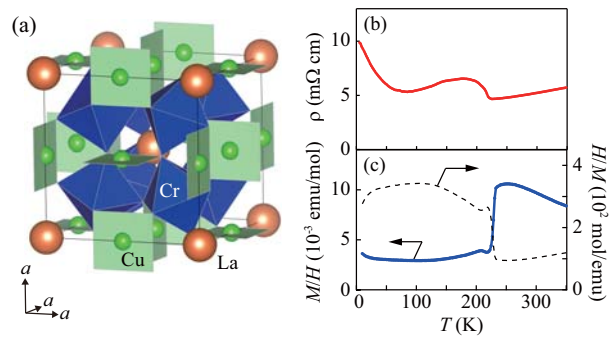 (a)
Cr
Cu
La
a
a
a
(b)
ρ (mΩ cm)
10
5
0
(c)
M/H (10⁻³ emu/mol)
10
5
0
H/M (10² mol/emu)
4
3
2
1
0
0
100
200
300
T (K)